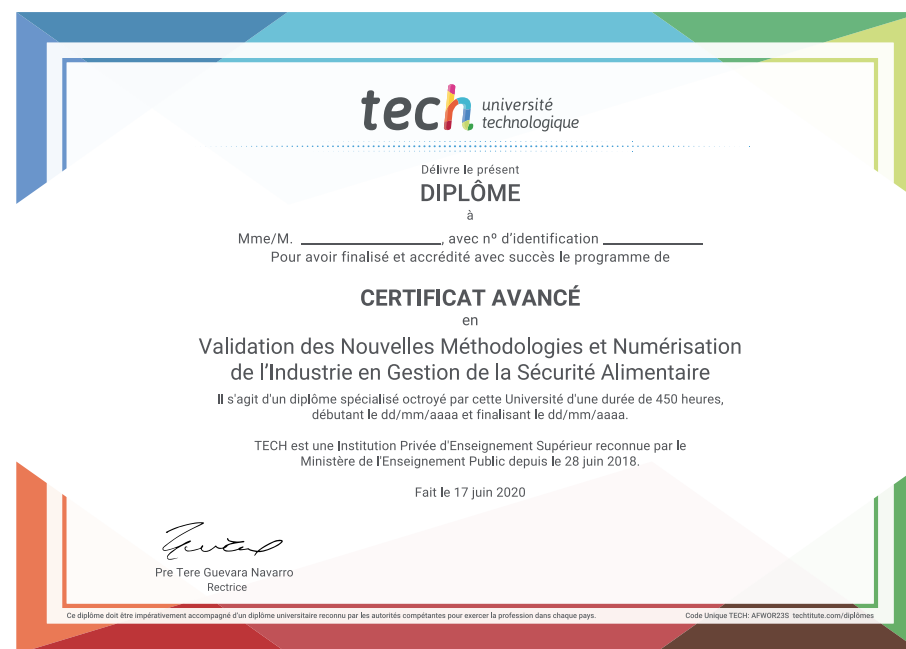 tech université
technologique
Délivre le présent
DIPLÔME
à
Mme/M. ____________________, avec nº d'identification ______________
Pour avoir finalisé et accrédité avec succès le programme de
CERTIFICAT AVANCÉ
en
Validation des Nouvelles Méthodologies et Numérisation
de l'Industrie en Gestion de la Sécurité Alimentaire
Il s'agit d'un diplôme spécialisé octroyé par cette Université d'une durée de 450 heures,
débutant le dd/mm/aaaa et finalisant le dd/mm/aaaa.
TECH est une Institution Privée d'Enseignement Supérieur reconnue par le
Ministère de l'Enseignement Public depuis le 28 juin 2018.
Fait le 17 juin 2020
Pre Tere Guevara Navarro
Rectrice
Ce diplôme doit être impérativement accompagné d'un diplôme universitaire reconnu par les autorités compétantes pour exercer la profession dans chaque pays.
Code Unique TECH: AFWOR23S techtitute.com/diplômes